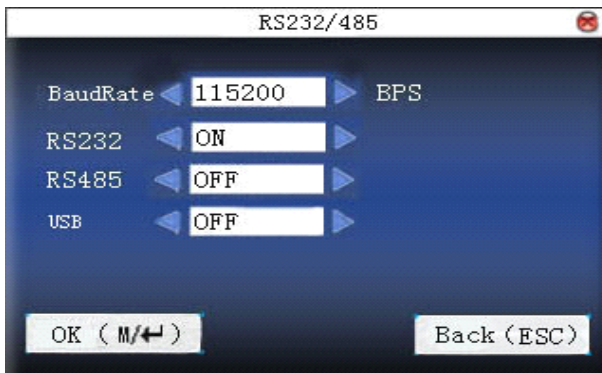 RS232/485
BaudRate 115200 BPS
RS232 ON
RS485 OFF
USB OFF
OK (M/↵) Back(ESC)